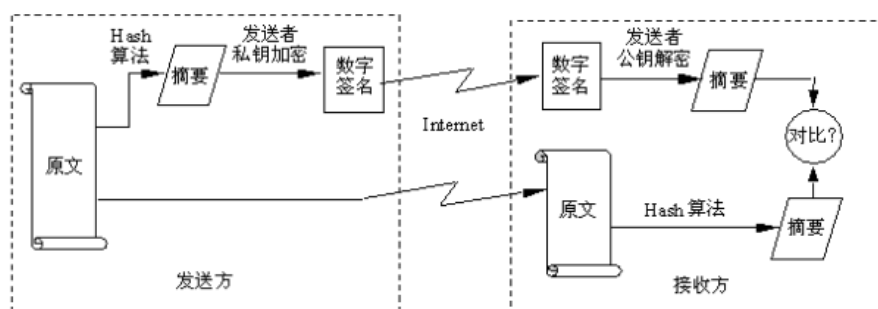 Hash
算法
摘要
发送者
私钥加密
数字
签名
原文
发送方
Internet
数字
签名
发送者
公钥解密
摘要
对比?
原文
Hash 算法
摘要
接收方